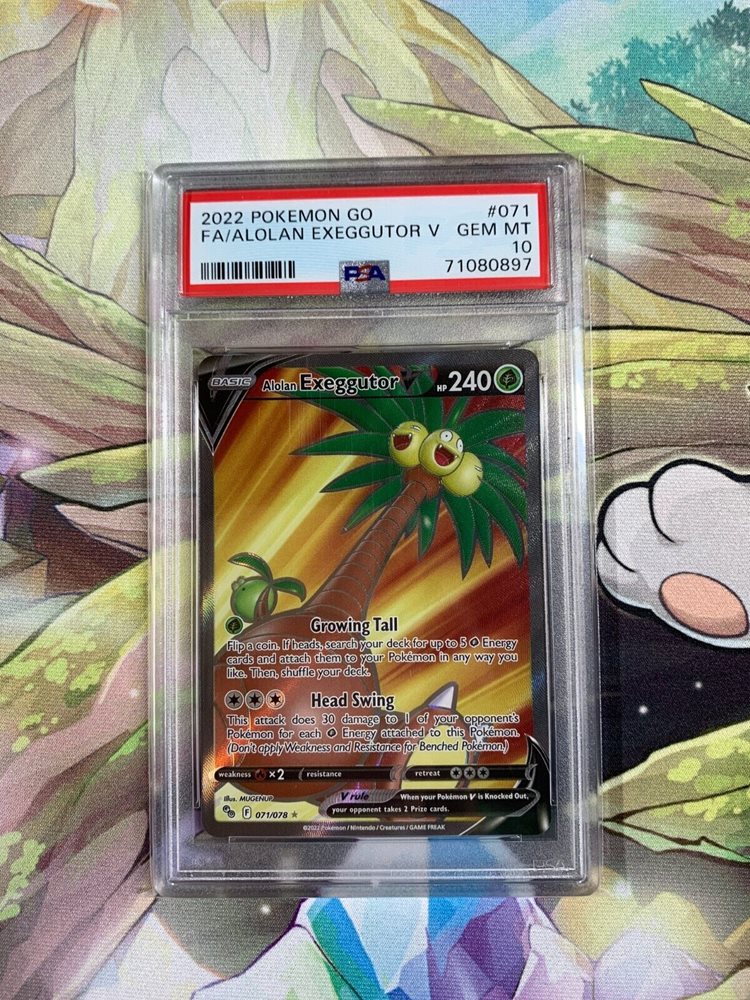 2022 POKEMON GO #071
FA/ALOLAN EXEGGUTOR V GEM MT
10
PSA 71080897
BASIC Alolan Exeggutor V HP 240
Growing Tall
Flip a coin. If heads, search your deck for up to 5 Energy
cards and attach them to your Pokémon in any way you
like. Then, shuffle your deck.
Head Swing
This attack does 30 damage to 1 of your opponent's
Pokémon for each Energy attached to this Pokémon.
(Don't apply Weakness and Resistance for Benched Pokémon.)
weakness ×2 resistance retreat
Illus. MUGENUP V rule When your Pokémon V is Knocked Out,
your opponent takes 2 Prize cards.
F 071/078 ★
©2022 Pokémon / Nintendo / Creatures / GAME FREAK